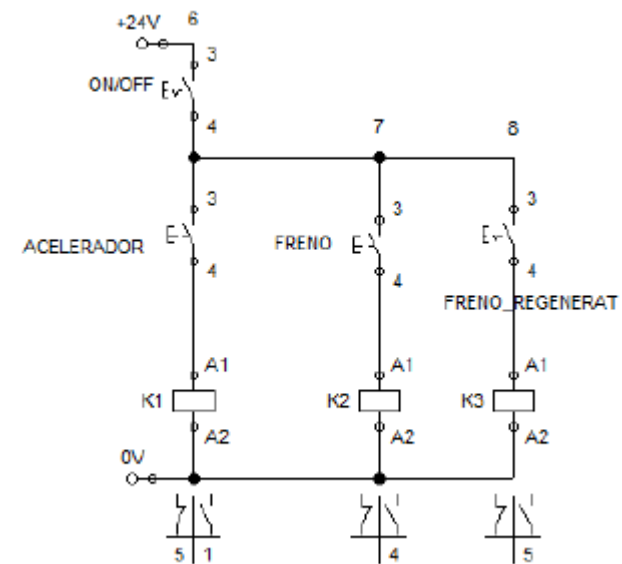 +24V 6
3
ON/OFF
4 7 8
3 3 3
ACELERADOR FRENO
4 4 4
FRENO_REGENERAT
A1 A1 A1
K1 K2 K3
A2 A2 A2
0V
5 1 4 5